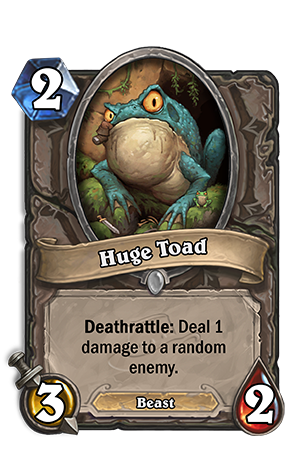 2
Huge Toad
Deathrattle: Deal 1
damage to a random
enemy.
Beast
3
2